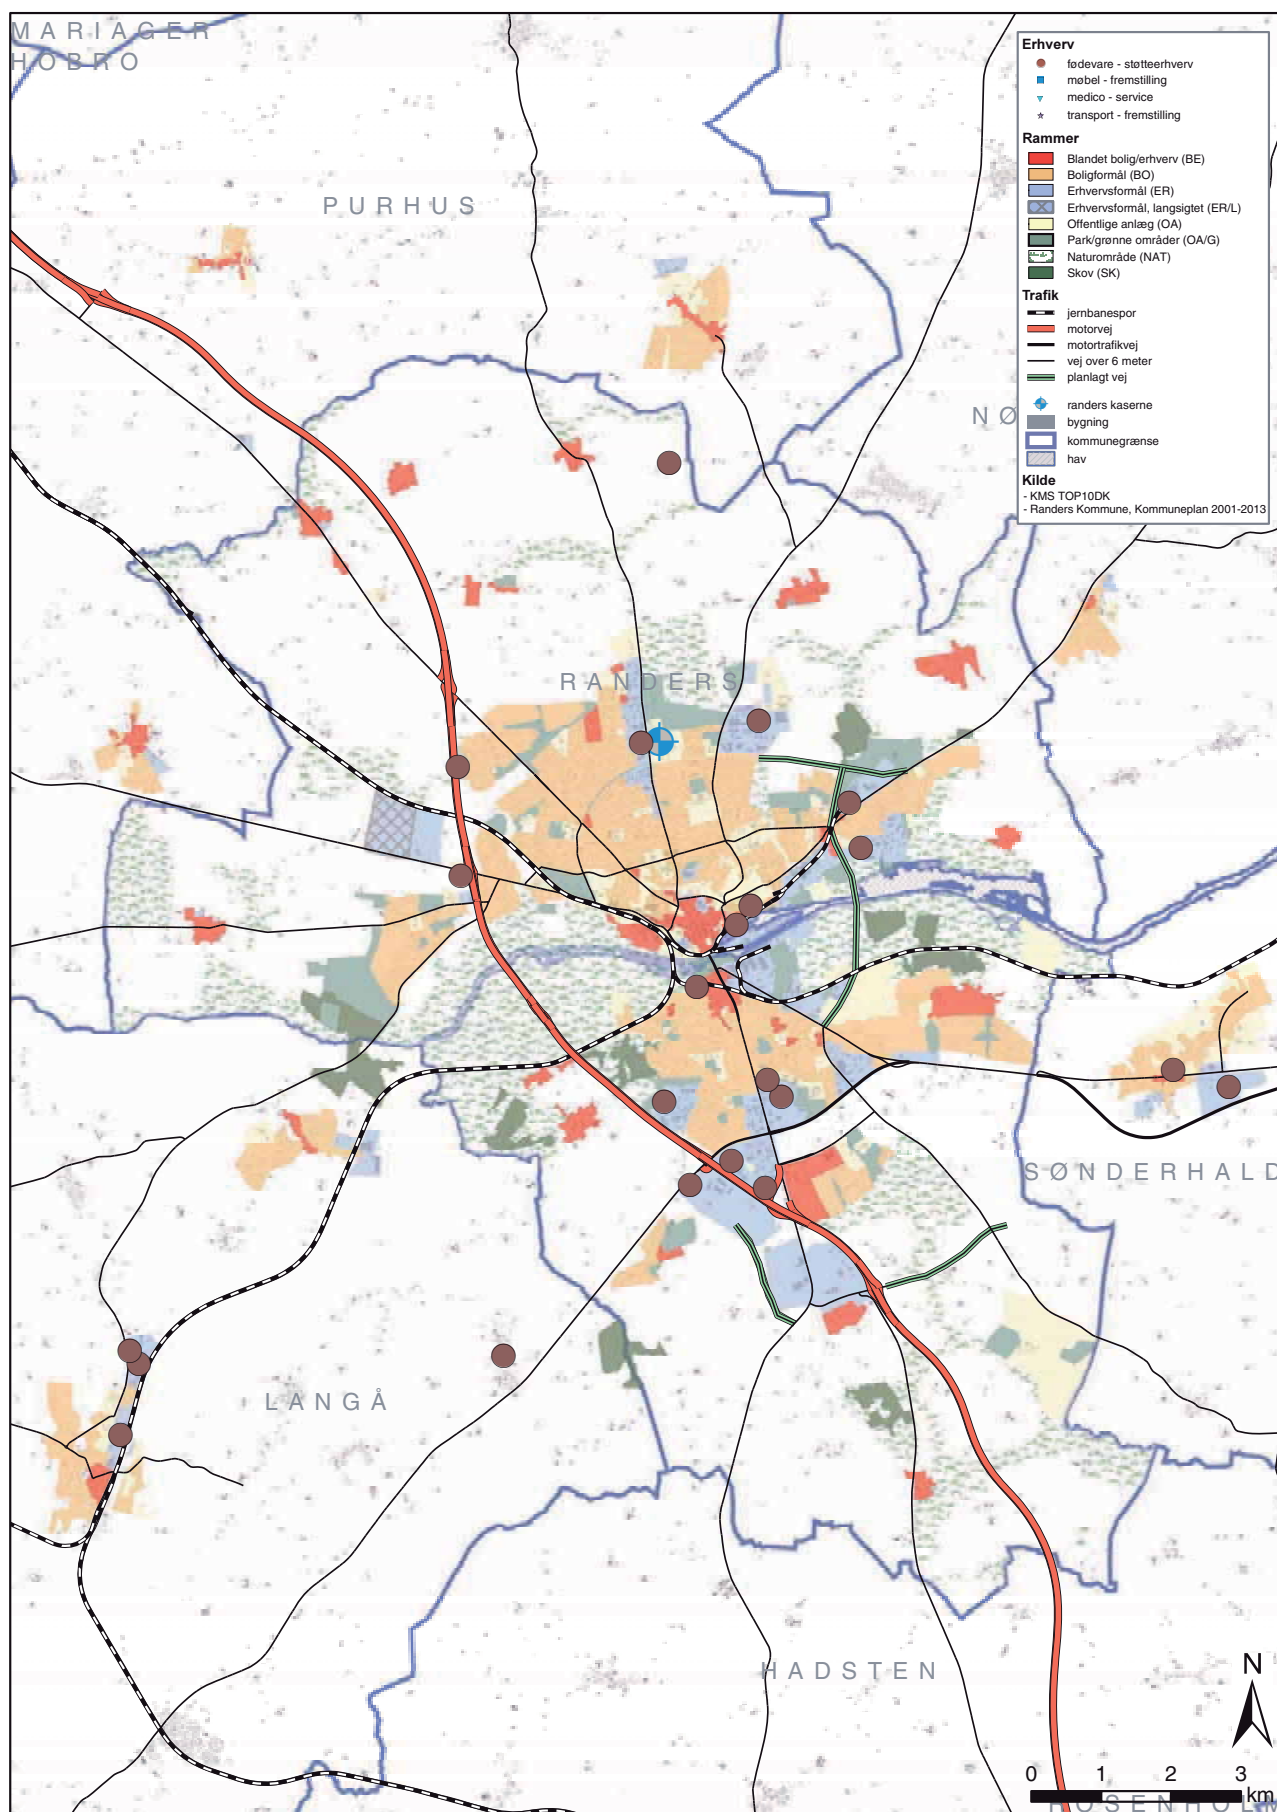 MARIAGER
HOBRO
PURHUS
NØ
RANDERS
SØNDERHALD
LANGÅ
HADSTEN
Erhverv
fødevare - støtteerhverv
møbel - fremstilling
medico - service
transport - fremstilling
Rammer
Blandet bolig/erhverv (BE)
Boligformål (BO)
Erhvervsformål (ER)
Erhvervsformål, langsigtet (ER/L)
Offentlige anlæg (OA)
Park/grønne områder (OA/G)
Naturområde (NAT)
Skov (SK)
Trafik
jernbanespor
motorvej
motortrafikvej
vej over 6 meter
planlagt vej
randers kaserne
bygning
kommunegrænse
hav
Kilde
- KMS TOP10DK
- Randers Kommune, Kommuneplan 2001-2013
N
0 1 2 3
km